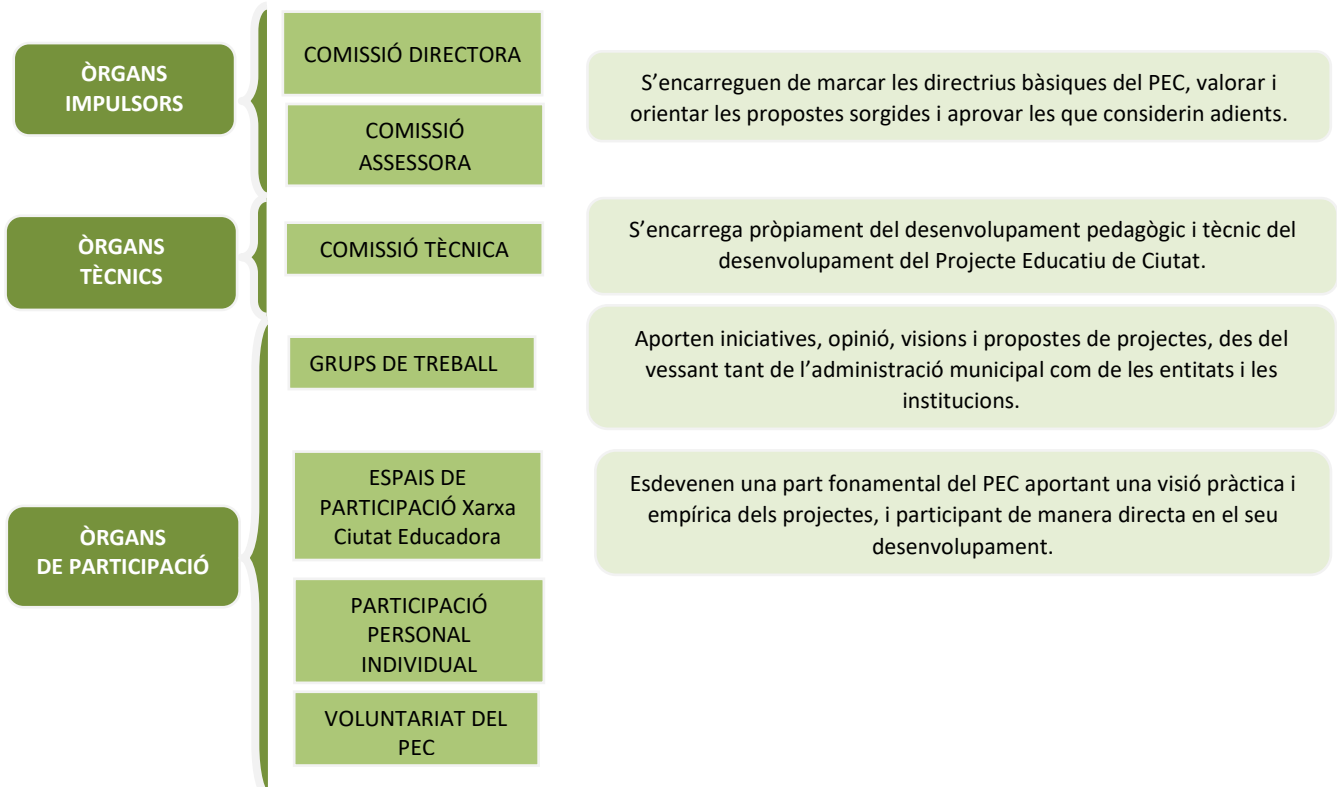 ÒRGANS
IMPULSORS
COMISSIÓ DIRECTORA
COMISSIÓ
ASSESSORA
S’encarreguen de marcar les directrius bàsiques del PEC, valorar i
orientar les propostes sorgides i aprovar les que considerin adients.
ÒRGANS
TÈCNICS
COMISSIÓ TÈCNICA
S’encarrega pròpiament del desenvolupament pedagògic i tècnic del
desenvolupament del Projecte Educatiu de Ciutat.
ÒRGANS
DE PARTICIPACIÓ
GRUPS DE TREBALL
Aporten iniciatives, opinió, visions i propostes de projectes, des del
vessant tant de l’administració municipal com de les entitats i les
institucions.
ESPAIS DE
PARTICIPACIÓ Xarxa
Ciutat Educadora
Esdevenen una part fonamental del PEC aportant una visió pràctica i
empírica dels projectes, i participant de manera directa en el seu
desenvolupament.
PARTICIPACIÓ
PERSONAL
INDIVIDUAL
VOLUNTARIAT DEL
PEC